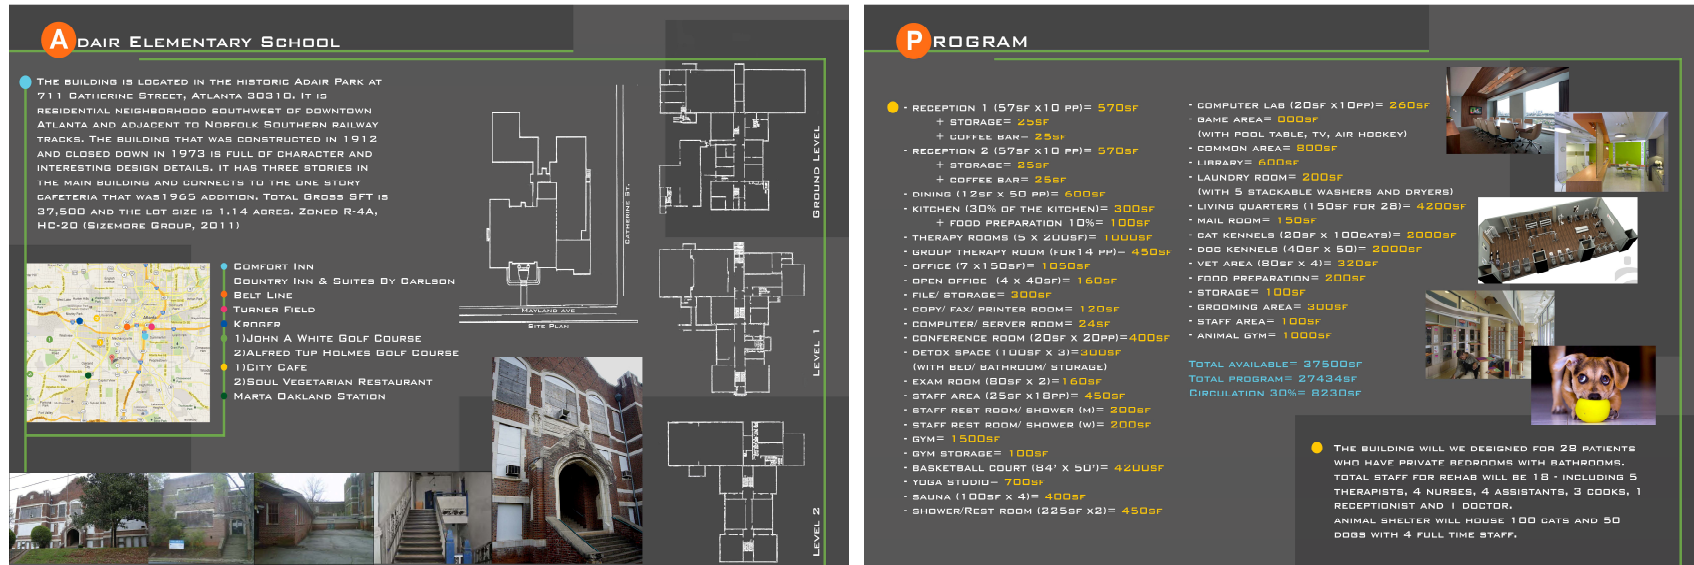 ADAIR ELEMENTARY SCHOOL
THE BUILDING IS LOCATED IN THE HISTORIC ADAIR PARK AT
711 CATHERINE STREET, ATLANTA 30310. IT IS
RESIDENTIAL NEIGHBORHOOD SOUTHWEST OF DOWNTOWN
ATLANTA AND ADJACENT TO NORFOLK SOUTHERN RAILWAY
TRACKS. THE BUILDING THAT WAS CONSTRUCTED IN 1912
AND CLOSED DOWN IN 1973 IS FULL OF CHARACTER AND
INTERESTING DESIGN DETAILS. IT HAS THREE STORIES IN
THE MAIN BUILDING AND CONNECTS TO THE ONE STORY
CAFETERIA THAT WAS1965 ADDITION. TOTAL GROSS SFT IS
37,500 AND THE LOT SIZE IS 1.14 ACRES. ZONED R-4A,
HC-20 (SIZEMORE GROUP, 2011)
COMFORT INN
COUNTRY INN & SUITES BY CARLSON
BELT LINE
TURNER FIELD
KROGER
1)JOHN A WHITE GOLF COURSE
2)ALFRED TUP HOLMES GOLF COURSE
1)CITY CAFE
2)SOUL VEGETARIAN RESTAURANT
MARTA OAKLAND STATION
CATHERINE ST.
MAYLAND AVE
SITE PLAN
GROUND LEVEL
LEVEL 1
LEVEL 2
PROGRAM
- RECEPTION 1 (57SF X10 PP)= 570SF
+ STORAGE= 25SF
+ COFFEE BAR= 25SF
- RECEPTION 2 (57SF X10 PP)= 570SF
+ STORAGE= 25SF
+ COFFEE BAR= 25SF
- DINING (12SF X 50 PP)= 600SF
- KITCHEN (30% OF THE KITCHEN)= 300SF
+ FOOD PREPARATION 10%= 100SF
- THERAPY ROOMS (5 X 200SF)= 1000SF
- GROUP THERAPY ROOM (FOR14 PP)= 450SF
- OFFICE (7 X150SF)= 1050SF
- OPEN OFFICE (4 X 40SF)= 160SF
- FILE/ STORAGE= 300SF
- COPY/ FAX/ PRINTER ROOM= 120SF
- COMPUTER/ SERVER ROOM= 24SF
- CONFERENCE ROOM (20SF X 20PP)=400SF
- DETOX SPACE (100SF X 3)=300SF
(WITH BED/ BATHROOM/ STORAGE)
- EXAM ROOM (80SF X 2)=160SF
- STAFF AREA (25SF X18PP)= 450SF
- STAFF REST ROOM/ SHOWER (M)= 200SF
- STAFF REST ROOM/ SHOWER (W)= 200SF
- GYM= 1500SF
- GYM STORAGE= 100SF
- BASKETBALL COURT (84' X 50')= 4200SF
- YOGA STUDIO= 700SF
- SAUNA (100SF X 4)= 400SF
- SHOWER/REST ROOM (225SF X2)= 450SF
- COMPUTER LAB (20SF X10PP)= 260SF
- GAME AREA= 800SF
(WITH POOL TABLE, TV, AIR HOCKEY)
- COMMON AREA= 800SF
- LIBRARY= 600SF
- LAUNDRY ROOM= 200SF
(WITH 5 STACKABLE WASHERS AND DRYERS)
- LIVING QUARTERS (150SF FOR 28)= 4200SF
- MAIL ROOM= 150SF
- CAT KENNELS (20SF X 100CATS)= 2000SF
- DOG KENNELS (40SF X 50)= 2000SF
- VET AREA (80SF X 4)= 320SF
- FOOD PREPARATION= 200SF
- STORAGE= 100SF
- GROOMING AREA= 300SF
- STAFF AREA= 100SF
- ANIMAL GYM= 1000SF
TOTAL AVAILABLE= 37500SF
TOTAL PROGRAM= 27434SF
CIRCULATION 30%= 8230SF
THE BUILDING WILL WE DESIGNED FOR 28 PATIENTS
WHO HAVE PRIVATE BEDROOMS WITH BATHROOMS.
TOTAL STAFF FOR REHAB WILL BE 18 - INCLUDING 5
THERAPISTS, 4 NURSES, 4 ASSISTANTS, 3 COOKS, 1
RECEPTIONIST AND 1 DOCTOR.
ANIMAL SHELTER WILL HOUSE 100 CATS AND 50
DOGS WITH 4 FULL TIME STAFF.